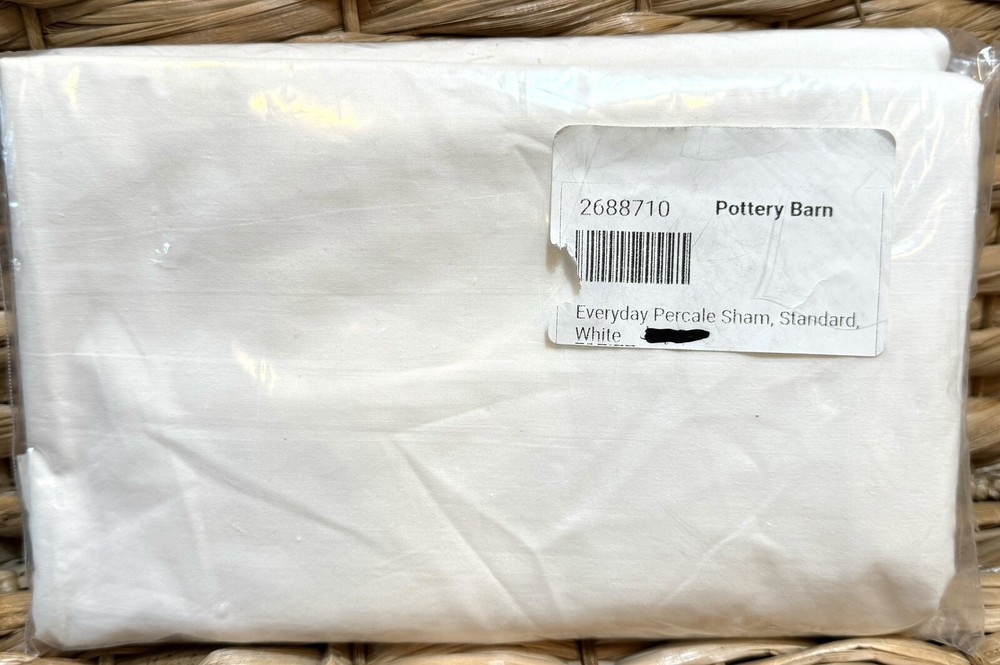 2688710 Pottery Barn
Everyday Percale Sham, Standard,
White